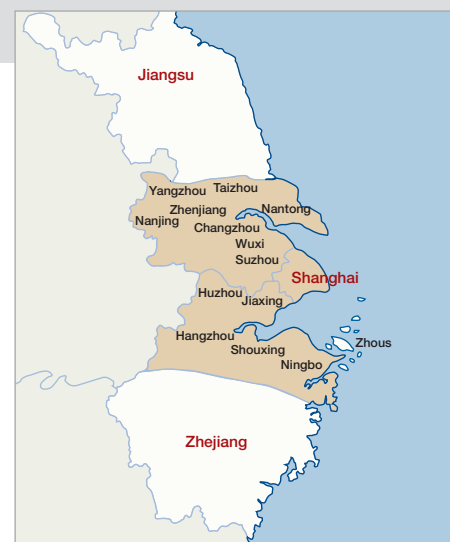 Jiangsu
Yangzhou
Taizhou
Zhenjiang
Nantong
Nanjing
Changzhou
Wuxi
Suzhou
Shanghai
Huzhou
Jiaxing
Hangzhou
Zhous
Shouxing
Ningbo
Zhejiang